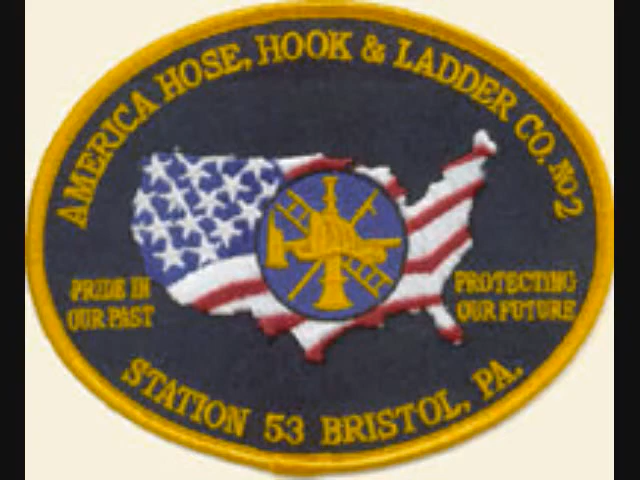 AMERICA HOSE, HOOK & LADDER CO. NO 2
PRIDE IN
OUR PAST
PROTECTING
OUR FUTURE
STATION 53 BRISTOL, PA.